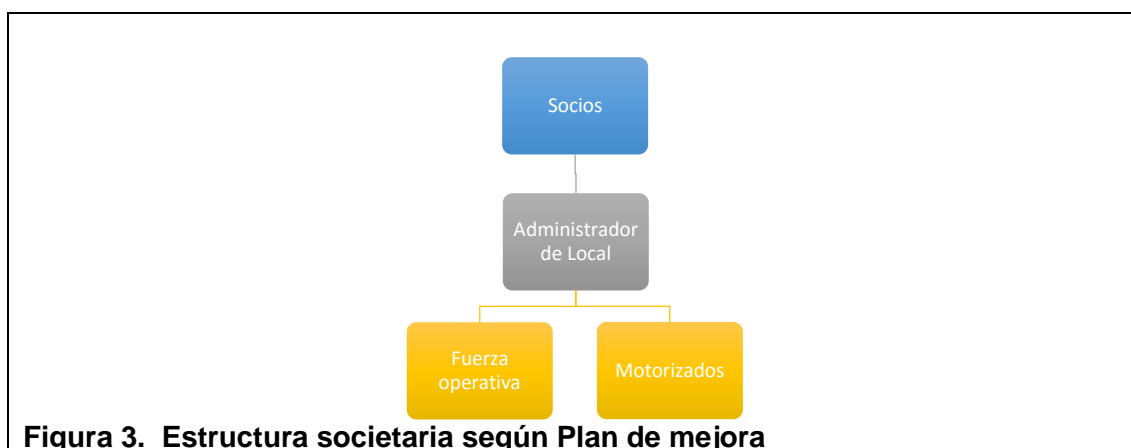 Socios
Administrador
de Local
Fuerza
operativa
Motorizados
Figura 3. Estructura societaria según Plan de mejora